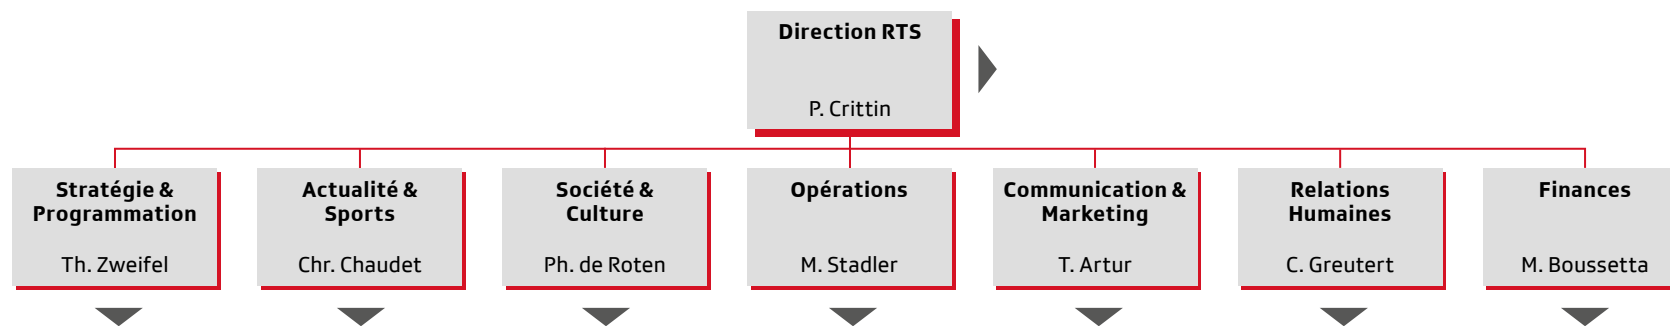 Direction RTS
P. Crittin
Stratégie &
Programmation
Th. Zweifel
Actualité &
Sports
Chr. Chaudet
Société &
Culture
Ph. de Roten
Opérations
M. Stadler
Communication &
Marketing
T. Artur
Relations
Humaines
C. Greutert
Finances
M. Boussetta